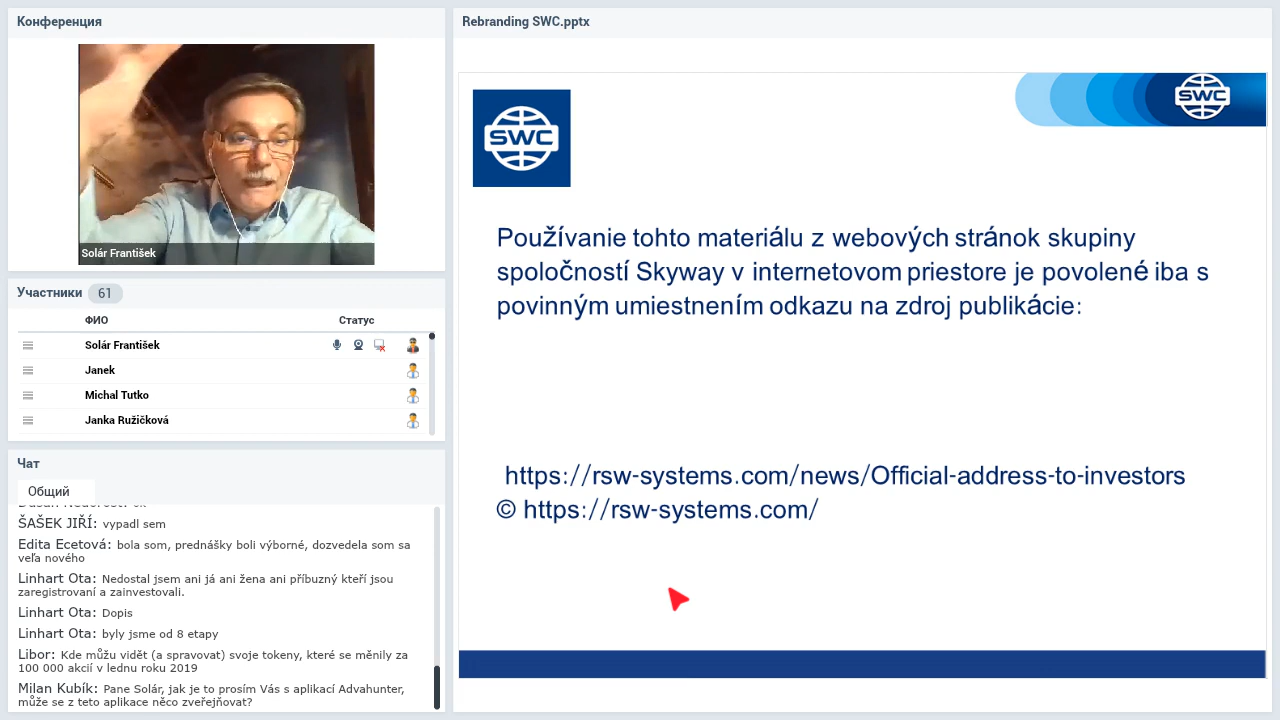 Конференция
Solár František
Участники 61
ФИО Статус
Solár František
Janek
Michal Tutko
Janka Ružičková
Чат
Общий
ŠAŠEK JIŘÍ: vypadl sem
Edita Ecetová: bola som, prednášky boli výborné, dozvedela som sa
veľa nového
Linhart Ota: Nedostal jsem ani já ani žena ani příbuzný kteří jsou
zaregistrovaní a zainvestovali.
Linhart Ota: Dopis
Linhart Ota: byly jsme od 8 etapy
Libor: Kde můžu vidět (a spravovat) svoje tokeny, které se měnily za
100 000 akcií v lednu roku 2019
Milan Kubík: Pane Solár, jak je to prosím Vás s aplikací Advahunter,
může se z teto aplikace něco zveřejňovat?
Rebranding SWC.pptx
SWC
SWC
Používanie tohto materiálu z webových stránok skupiny
spoločností Skyway v internetovom priestore je povolené iba s
povinným umiestnením odkazu na zdroj publikácie:
https://rsw-systems.com/news/Official-address-to-investors
© https://rsw-systems.com/